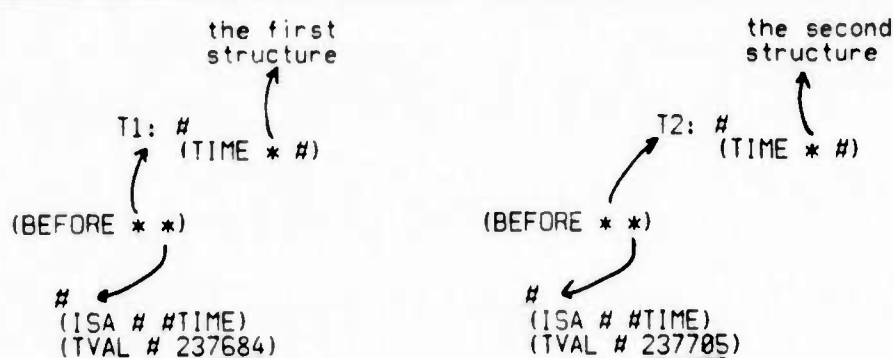 the first
structure
T1: #
(TIME * #)
(BEFORE * *)
#
(ISA # #TIME)
(TVAL # 237684)
the second
structure
T2: #
(TIME * #)
(BEFORE * *)
#
(ISA # #TIME)
(TVAL # 237705)